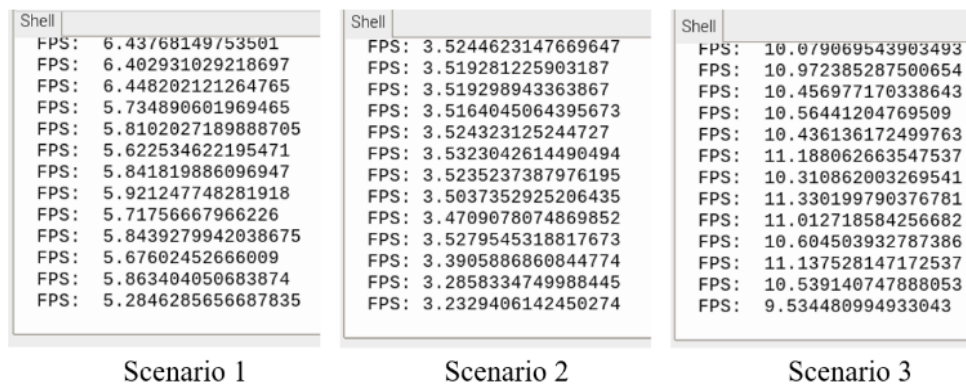 Shell
FPS: 6.43768149753501
FPS: 6.402931029218697
FPS: 6.448202121264765
FPS: 5.734890601969465
FPS: 5.8102027189888705
FPS: 5.622534622195471
FPS: 5.841819886096947
FPS: 5.921247748281918
FPS: 5.71756667966226
FPS: 5.8439279942038675
FPS: 5.67602452666009
FPS: 5.863404050683874
FPS: 5.2846285656687835
Scenario 1
Shell
FPS: 3.5244623147669647
FPS: 3.519281225903187
FPS: 3.519298943363867
FPS: 3.5164045064395673
FPS: 3.524323125244727
FPS: 3.5323042614490494
FPS: 3.5235237387976195
FPS: 3.5037352925206435
FPS: 3.4709078074869852
FPS: 3.5279545318817673
FPS: 3.3905886860844774
FPS: 3.2858334749988445
FPS: 3.2329406142450274
Scenario 2
Shell
FPS: 10.079069543903493
FPS: 10.972385287500654
FPS: 10.456977170338643
FPS: 10.56441204769509
FPS: 10.436136172499763
FPS: 11.188062663547537
FPS: 10.310862003269541
FPS: 11.330199790376781
FPS: 11.012718584256682
FPS: 10.604503932787386
FPS: 11.137528147172537
FPS: 10.539140747888053
FPS: 9.534480994933043
Scenario 3